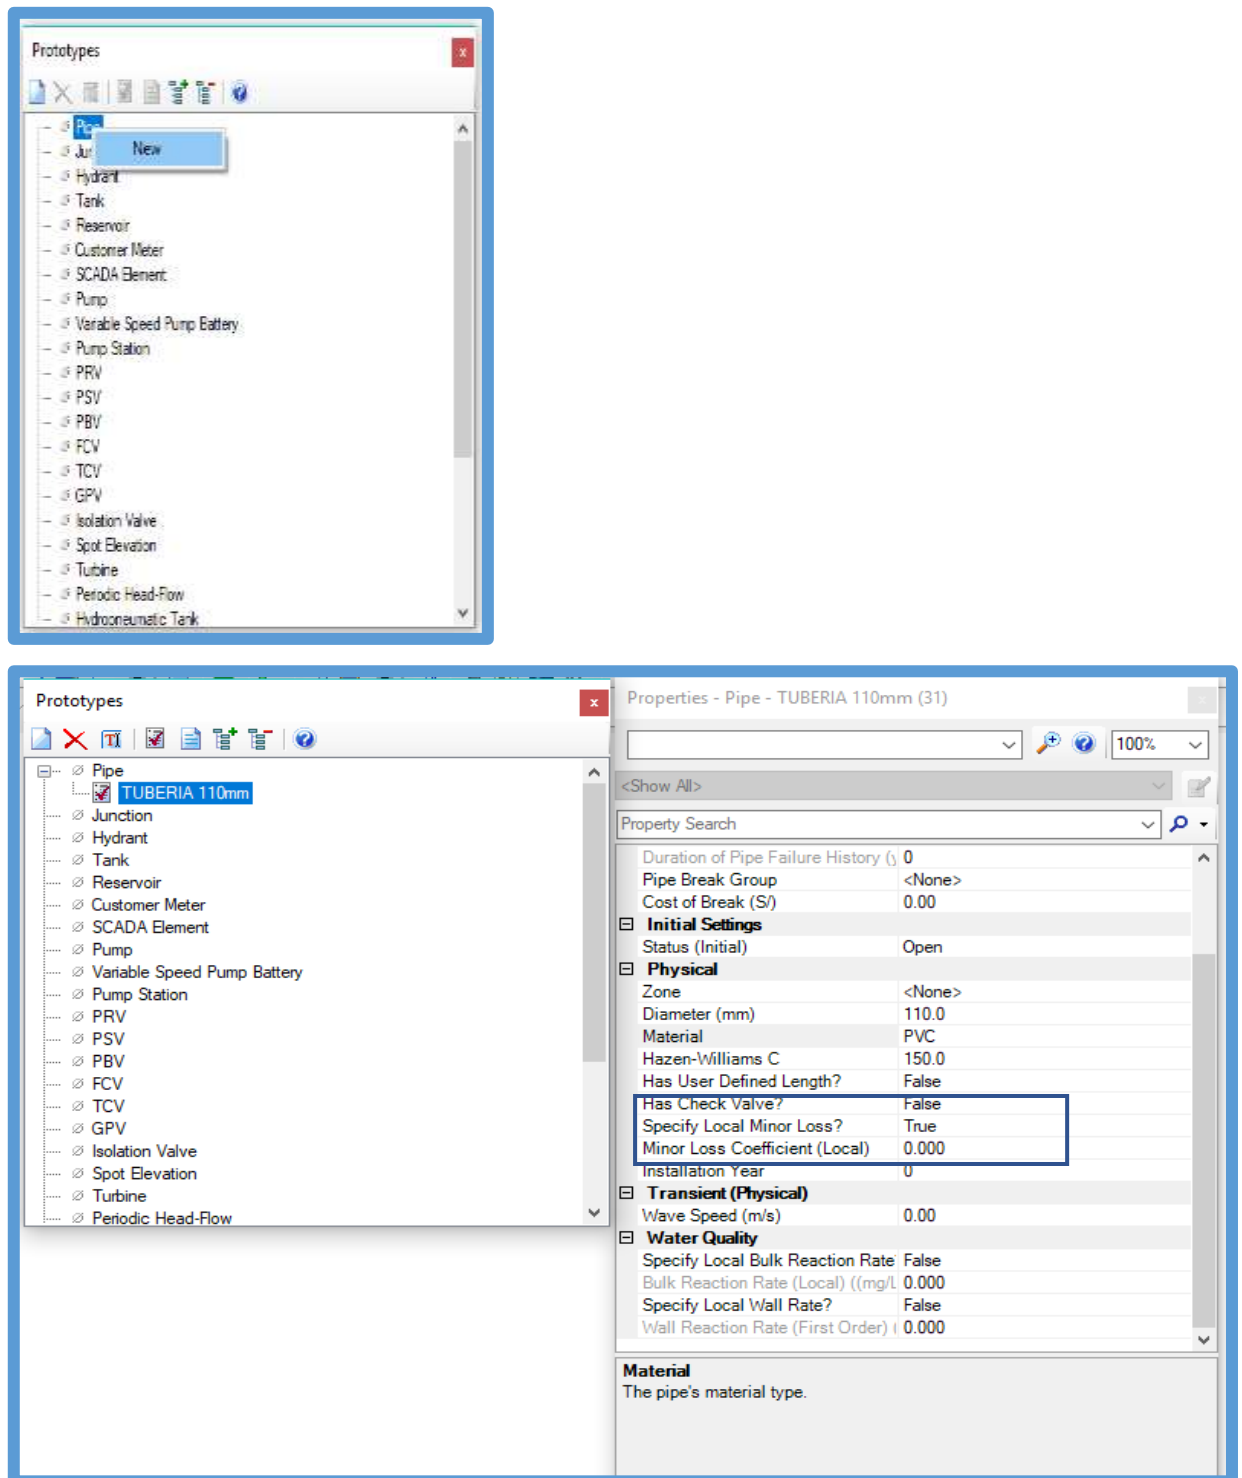 Prototypes
x
Pipe
New
Jun
Hydrant
Tank
Reservoir
Customer Meter
SCADA Element
Pump
Variable Speed Pump Battery
Pump Station
PRV
PSV
PBV
FCV
TCV
GPV
Isolation Valve
Spot Elevation
Turbine
Periodic Head-Flow
Hydropneumatic Tank
Prototypes
x
Pipe
TUBERIA 110mm
Junction
Hydrant
Tank
Reservoir
Customer Meter
SCADA Element
Pump
Variable Speed Pump Battery
Pump Station
PRV
PSV
PBV
FCV
TCV
GPV
Isolation Valve
Spot Elevation
Turbine
Periodic Head-Flow
Properties - Pipe - TUBERIA 110mm (31)
100%
<Show All>
Property Search
Duration of Pipe Failure History (y 0
Pipe Break Group <None>
Cost of Break (S/) 0.00
Initial Settings
Status (Initial) Open
Physical
Zone <None>
Diameter (mm) 110.0
Material PVC
Hazen-Williams C 150.0
Has User Defined Length? False
Has Check Valve? False
Specify Local Minor Loss? True
Minor Loss Coefficient (Local) 0.000
Installation Year 0
Transient (Physical)
Wave Speed (m/s) 0.00
Water Quality
Specify Local Bulk Reaction Rate False
Bulk Reaction Rate (Local) ((mg/L 0.000
Specify Local Wall Rate? False
Wall Reaction Rate (First Order) ( 0.000
Material
The pipe's material type.